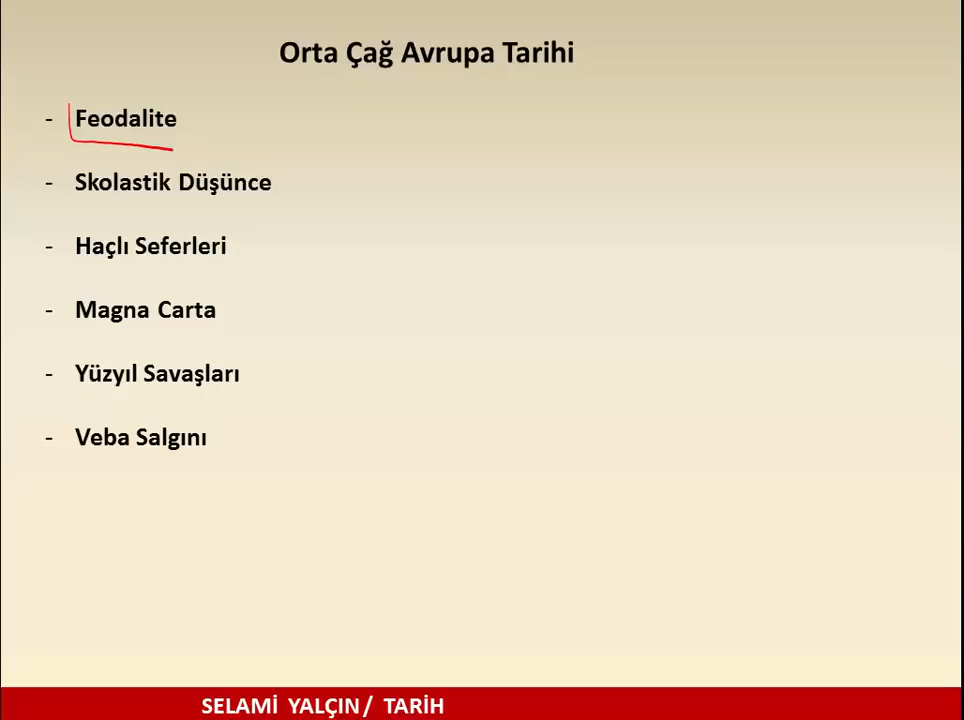 Orta Çağ Avrupa Tarihi
- Feodalite
- Skolastik Düşünce
- Haçlı Seferleri
- Magna Carta
- Yüzyıl Savaşları
- Veba Salgını
SELAMİ YALÇIN / TARİH